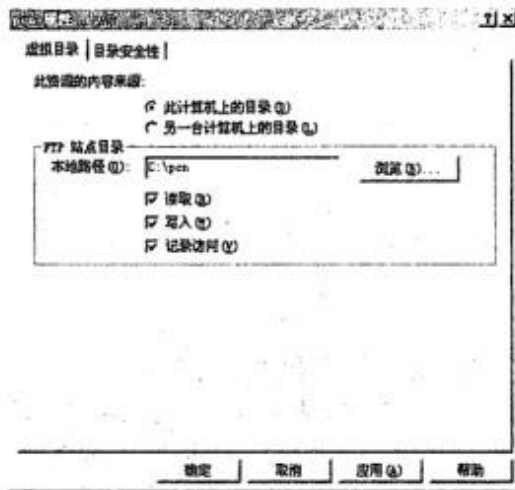 虚拟目录 目录安全性
此资源的内容来源:
此计算机上的目录(D)
另一台计算机上的目录(L)
FTP 站点目录
本地路径(O): E:\pcn 浏览(R)...
读取(R)
写入(W)
记录访问(V)
确定 取消 应用(A) 帮助